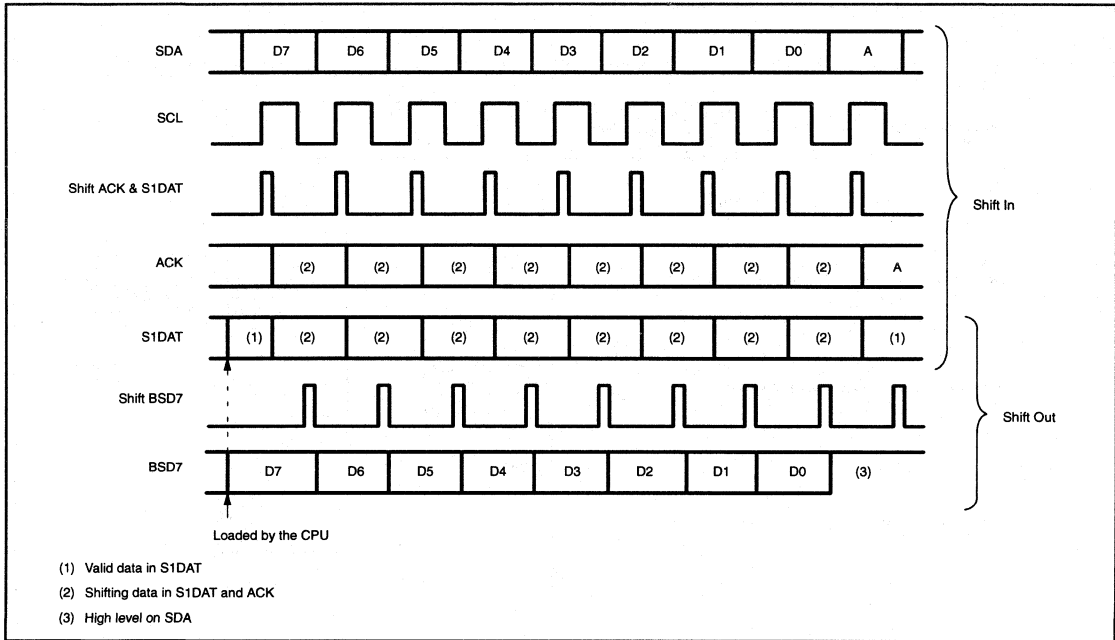 SDA D7 D6 D5 D4 D3 D2 D1 D0 A
SCL
Shift ACK & S1DAT
Shift In
ACK (2) (2) (2) (2) (2) (2) (2) (2) A
S1DAT (1) (2) (2) (2) (2) (2) (2) (2) (2) (1)
Shift BSD7
Shift Out
BSD7 D7 D6 D5 D4 D3 D2 D1 D0 (3)
Loaded by the CPU
(1) Valid data in S1DAT
(2) Shifting data in S1DAT and ACK
(3) High level on SDA